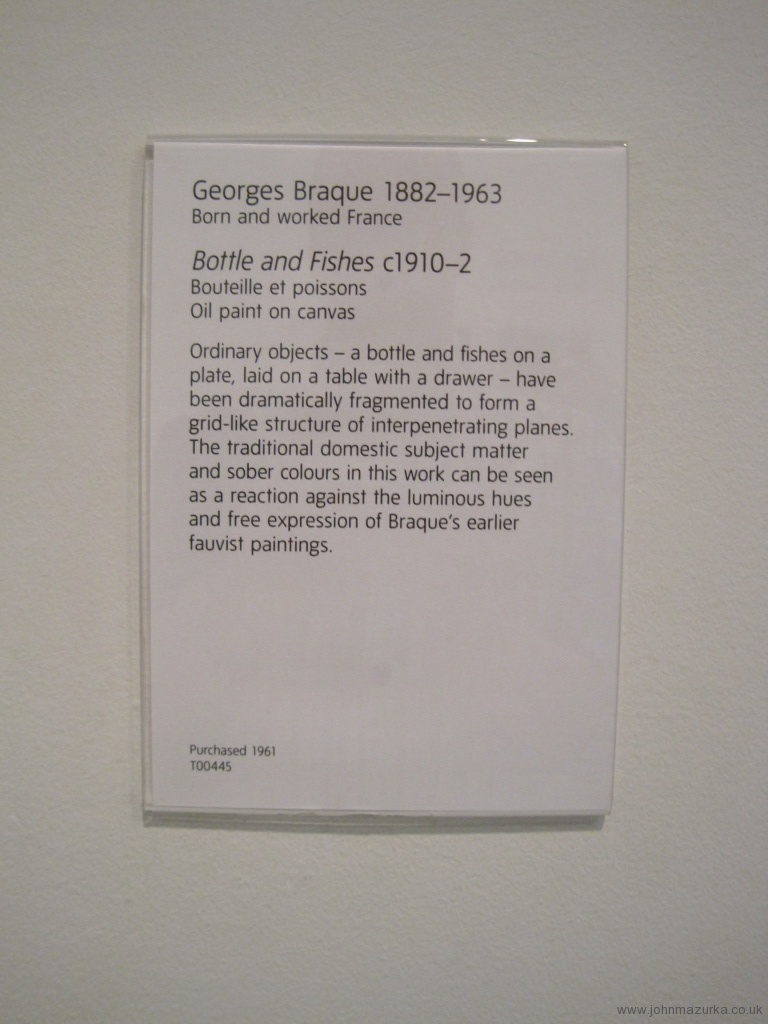 Georges Braque 1882–1963
Born and worked France
Bottle and Fishes c1910–2
Bouteille et poissons
Oil paint on canvas
Ordinary objects – a bottle and fishes on a
plate, laid on a table with a drawer – have
been dramatically fragmented to form a
grid-like structure of interpenetrating planes.
The traditional domestic subject matter
and sober colours in this work can be seen
as a reaction against the luminous hues
and free expression of Braque's earlier
fauvist paintings.
Purchased 1961
T00445
www.johnmazurka.co.uk